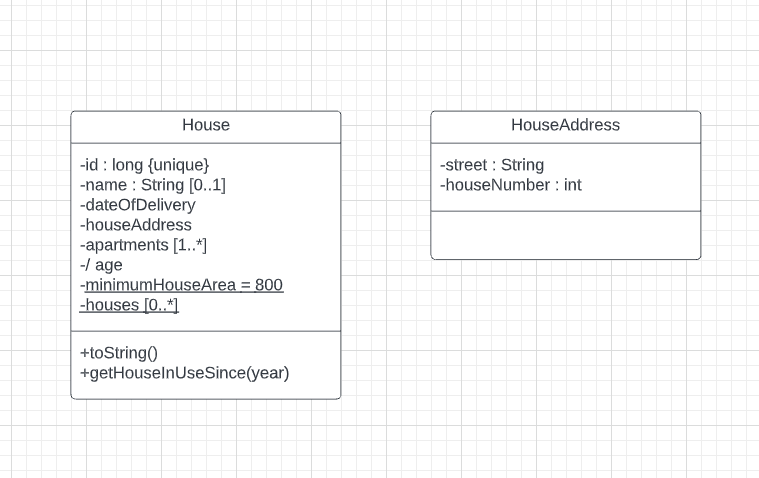 House
-id : long {unique}
-name : String [0..1]
-dateOfDelivery
-houseAddress
-apartments [1..*]
-/ age
-minimumHouseArea = 800
-houses [0..*]
+toString()
+getHouseInUseSince(year)
HouseAddress
-street : String
-houseNumber : int